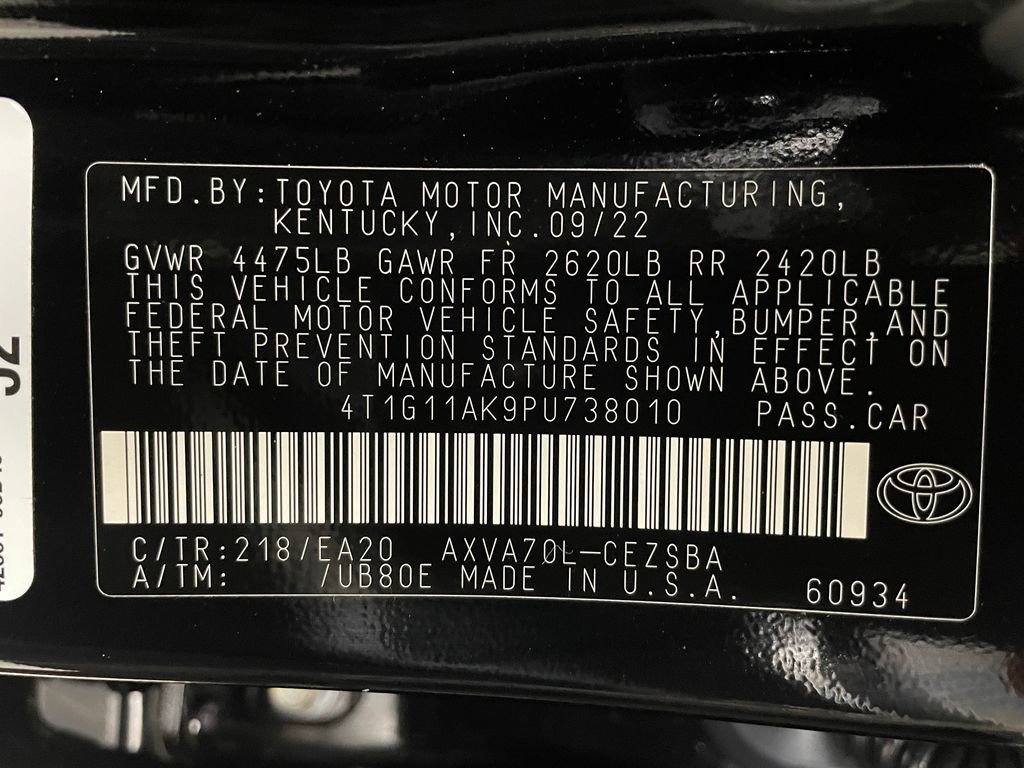 MFD.BY:TOYOTA MOTOR MANUFACTURING,
KENTUCKY,INC.09/22
GVWR 4475LB GAWR FR 2620LB RR 2420LB
THIS VEHICLE CONFORMS TO ALL APPLICABLE
FEDERAL MOTOR VEHICLE SAFETY,BUMPER,AND
THEFT PREVENTION STANDARDS IN EFFECT ON
THE DATE OF MANUFACTURE SHOWN ABOVE.
4T1G11AK9PU738010 PASS.CAR
C/TR:218/EA20 AXVA70L-CEZSBA
A/TM: /UB80E MADE IN U.S.A. 60934